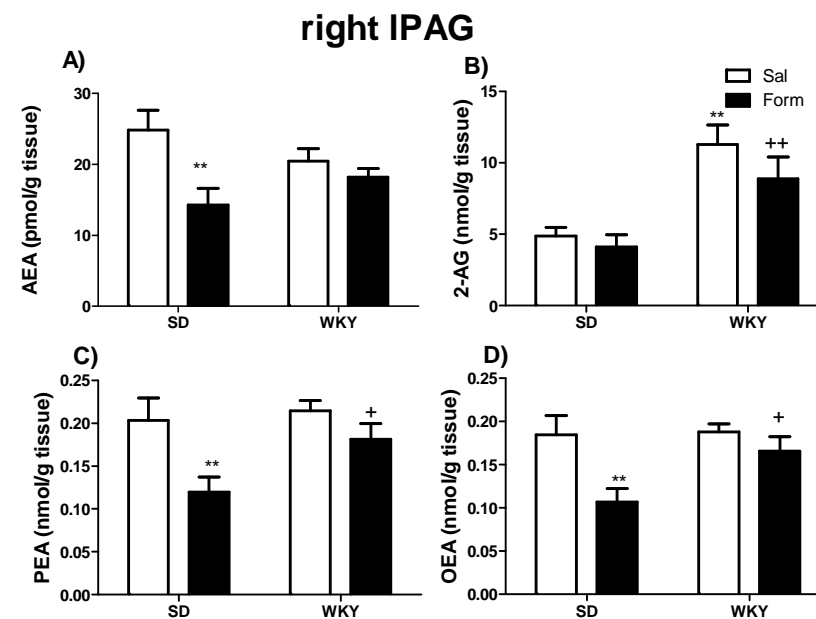 right lPAG
A)
AEA (pmol/g tissue)
30
20
10
0
**
SD
WKY
B)
Sal
Form
2-AG (nmol/g tissue)
15
10
5
0
**
++
SD
WKY
C)
PEA (nmol/g tissue)
0.25
0.20
0.15
0.10
0.05
0.00
**
+
SD
WKY
D)
OEA (nmol/g tissue)
0.25
0.20
0.15
0.10
0.05
0.00
**
+
SD
WKY